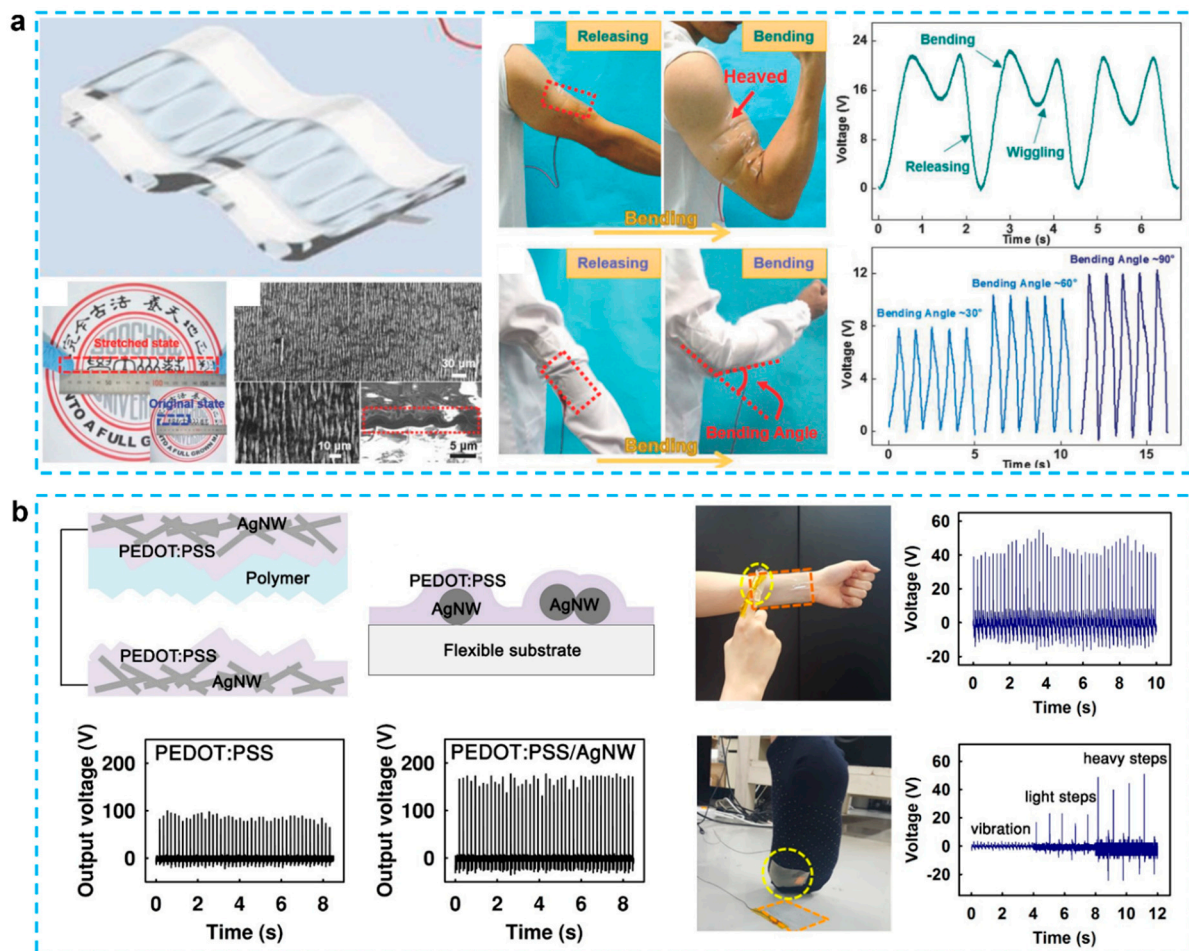 a
Releasing
Bending
Heaved
Bending
24
16
8
0
Voltage (V)
Bending
Releasing
Wiggling
0 1 2 3 4 5 6
Time (s)
Stretched state
Original state
UNIVER
INTO A FULL GROWN MA
30 μm
10 μm
5 μm
Releasing
Bending
Bending Angle
Bending
12
8
4
0
Voltage (V)
Bending Angle ~30°
Bending Angle ~60°
Bending Angle ~90°
0 5 10 15
Time (s)
b
AgNW
PEDOT:PSS
Polymer
PEDOT:PSS
AgNW
PEDOT:PSS
AgNW
AgNW
Flexible substrate
60
40
20
0
-20
Voltage (V)
0 2 4 6 8 10
Time (s)
PEDOT:PSS
200
100
0
Output voltage (V)
0 2 4 6 8
Time (s)
PEDOT:PSS/AgNW
200
100
0
Output voltage (V)
0 2 4 6 8
Time (s)
heavy steps
light steps
vibration
60
40
20
0
-20
Voltage (V)
0 2 4 6 8 10 12
Time (s)